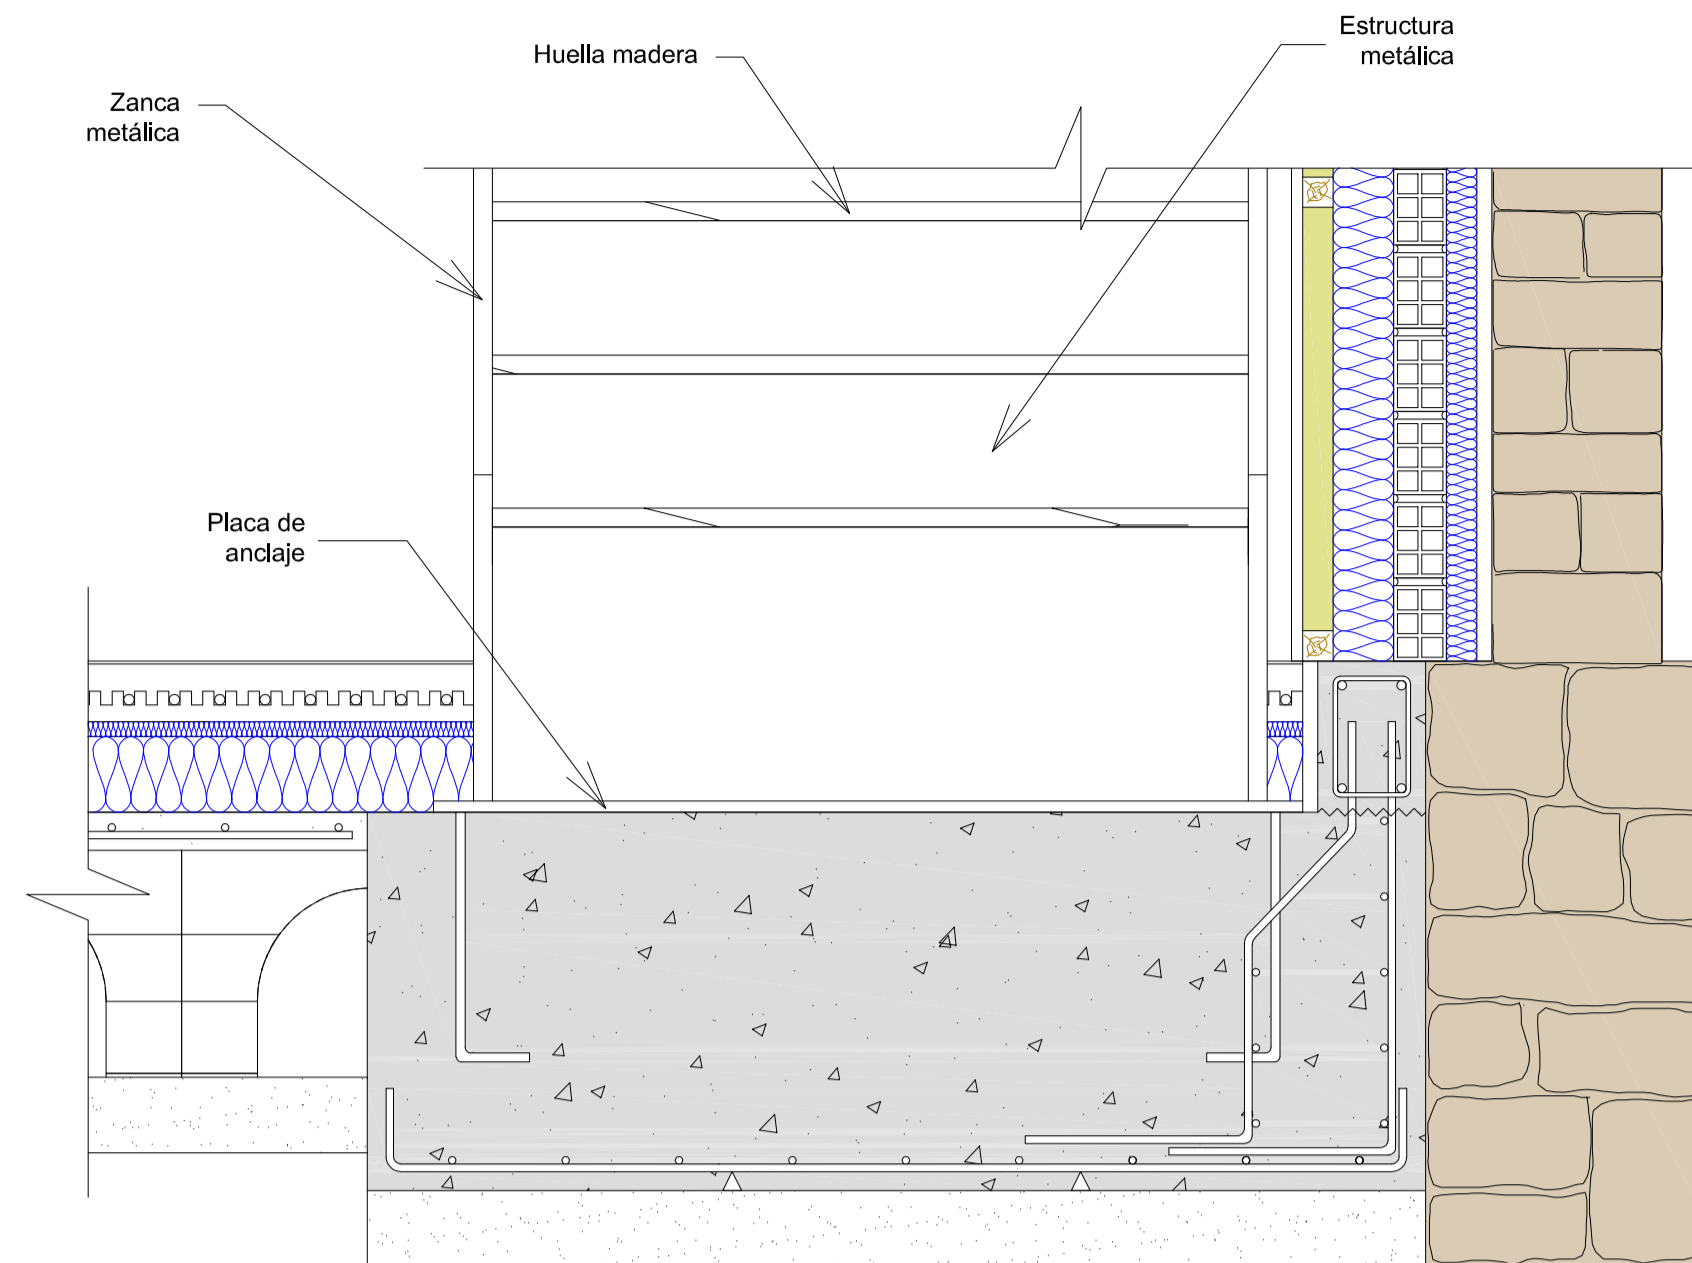 Estructura
metálica
Huella madera
Zanca
metálica
Placa de
anclaje